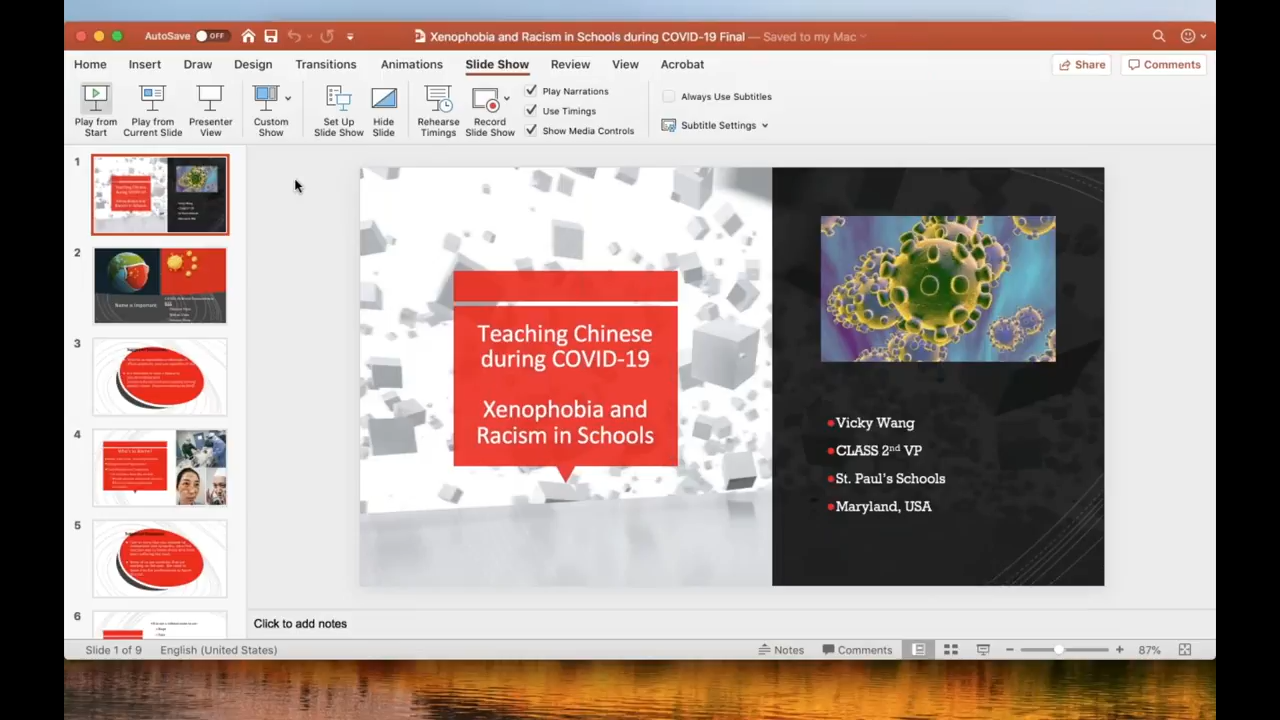 AutoSave OFF
Xenophobia and Racism in Schools during COVID-19 Final — Saved to my Mac
Home Insert Draw Design Transitions Animations Slide Show Review View Acrobat
Share Comments
Play from Start
Play from Current Slide
Presenter View
Custom Show
Set Up Slide Show
Hide Slide
Rehearse Timings
Record Slide Show
Play Narrations
Use Timings
Show Media Controls
Always Use Subtitles
Subtitle Settings
1
2
3
4
Who's to Blame?
5
6
Teaching Chinese
during COVID-19
Xenophobia and
Racism in Schools
Vicky Wang
CLASS 2nd VP
St. Paul's Schools
Maryland, USA
Click to add notes
Slide 1 of 9 English (United States)
Notes Comments 87%